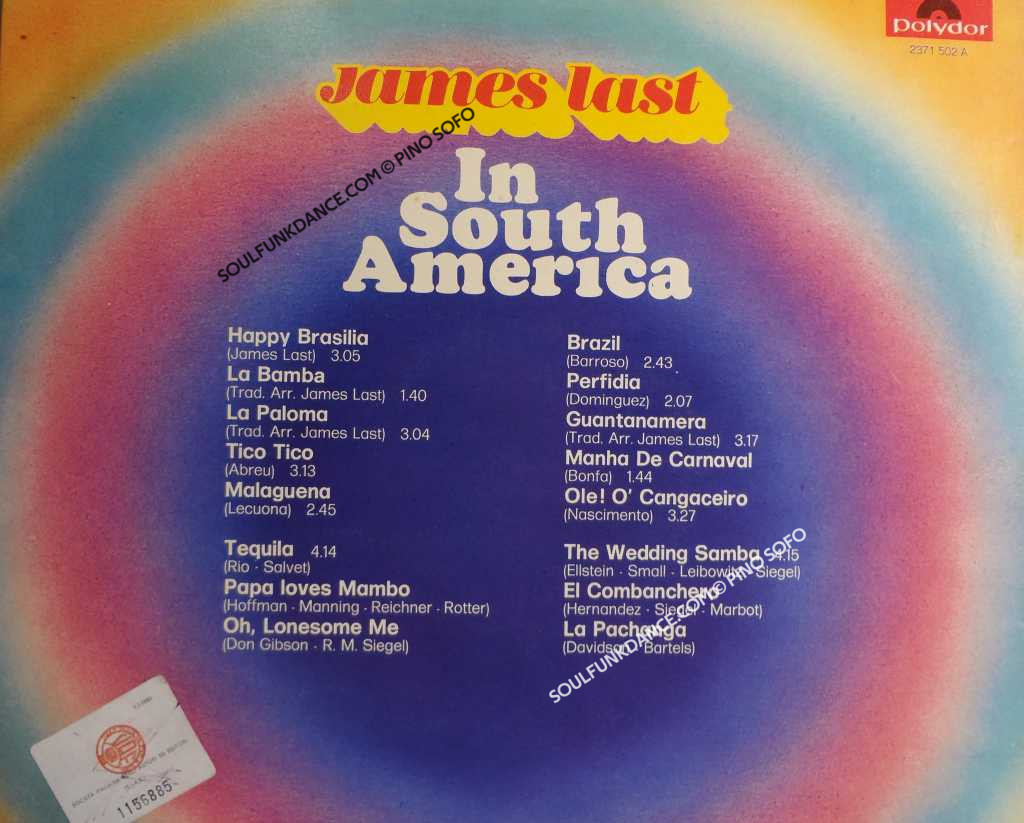 polydor
2371 502 A
james last
In
South
America
SOULFUNKDANCE.COM © PINO SOFO
Happy Brasilia
(James Last) 3.05
La Bamba
(Trad. Arr. James Last) 1.40
La Paloma
(Trad. Arr. James Last) 3.04
Tico Tico
(Abreu) 3.13
Malaguena
(Lecuona) 2.45
Tequila 4.14
(Rio · Salvet)
Papa loves Mambo
(Hoffman · Manning · Reichner · Rotter)
Oh, Lonesome Me
(Don Gibson · R. M. Siegel)
Brazil
(Barroso) 2.43
Perfidia
(Dominguez) 2.07
Guantanamera
(Trad. Arr. James Last) 3.17
Manha De Carnaval
(Bonfa) 1.44
Ole! O' Cangaceiro
(Nascimento) 3.27
The Wedding Samba 4.15
(Ellstein · Small · Leibowitz · Siegel)
El Combanchero
(Hernandez · Siegel · Marbot)
La Pachanga
(Davidson · Bartels)
SOULFUNKDANCE.COM © PINO SOFO
1156885